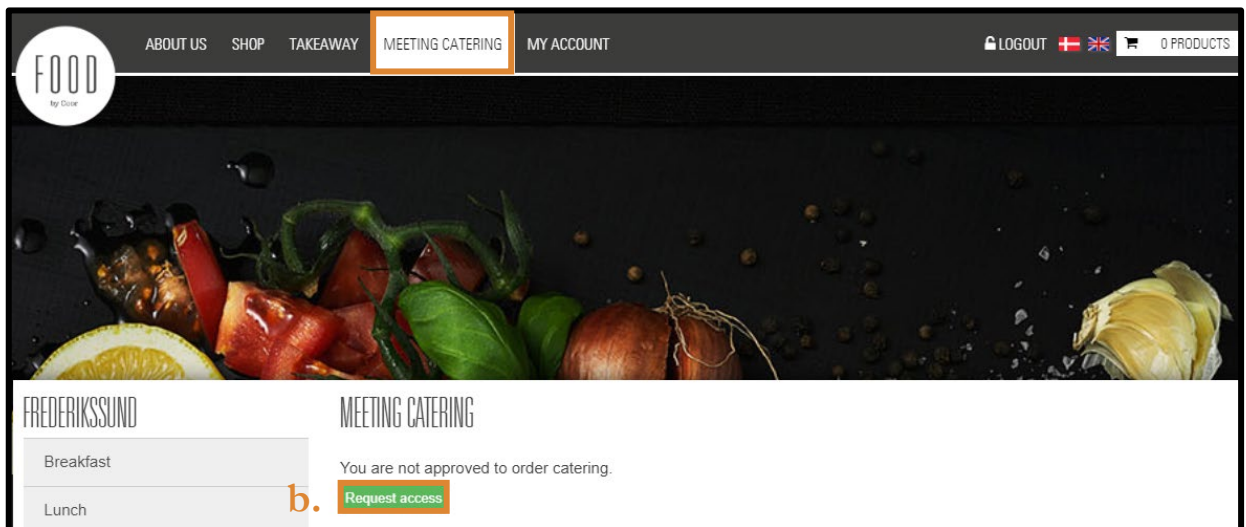 ABOUT US SHOP TAKEAWAY MEETING CATERING MY ACCOUNT LOGOUT 0 PRODUCTS
FOOD
by Coor
FREDERIKSSUND
Breakfast
Lunch
MEETING CATERING
You are not approved to order catering.
b. Request access